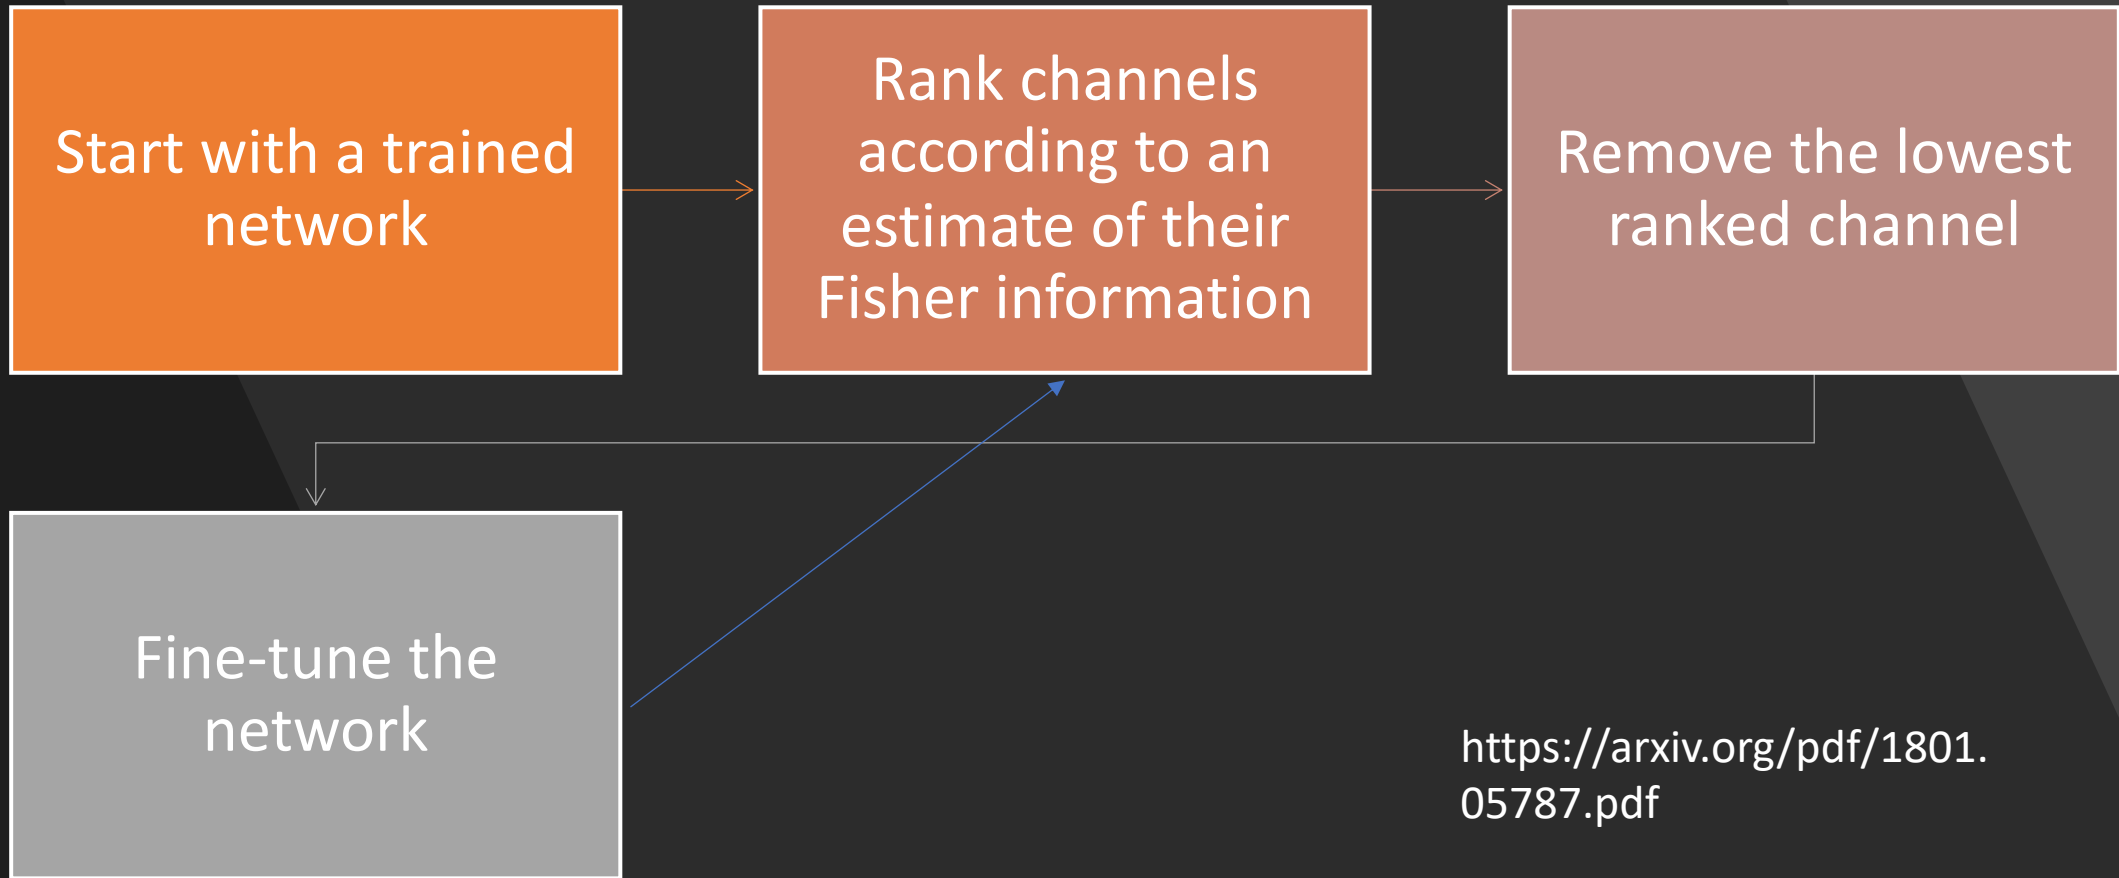 Start with a trained
network
Rank channels
according to an
estimate of their
Fisher information
Remove the lowest
ranked channel
Fine-tune the
network
https://arxiv.org/pdf/1801.
05787.pdf